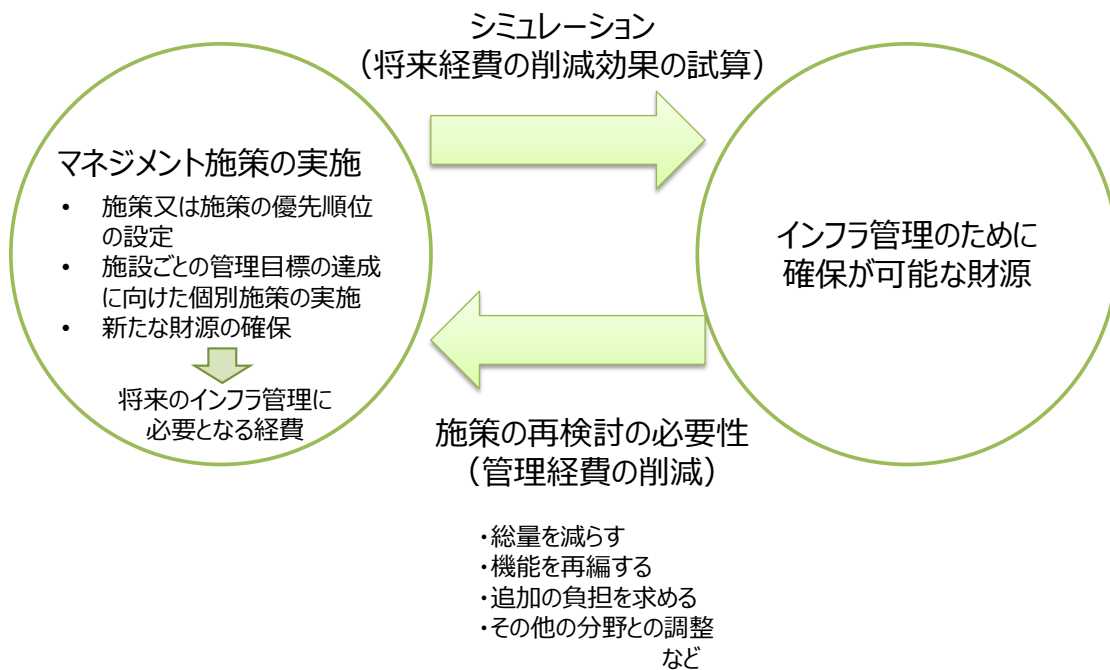 シミュレーション
（将来経費の削減効果の試算）
マネジメント施策の実施
• 施策又は施策の優先順位
の設定
• 施設ごとの管理目標の達成
に向けた個別施策の実施
• 新たな財源の確保
将来のインフラ管理に
必要となる経費
インフラ管理のために
確保が可能な財源
施策の再検討の必要性
（管理経費の削減）
・総量を減らす
・機能を再編する
・追加の負担を求める
・その他の分野との調整
など